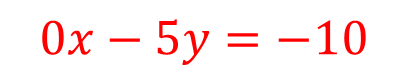 0x − 5y = −10